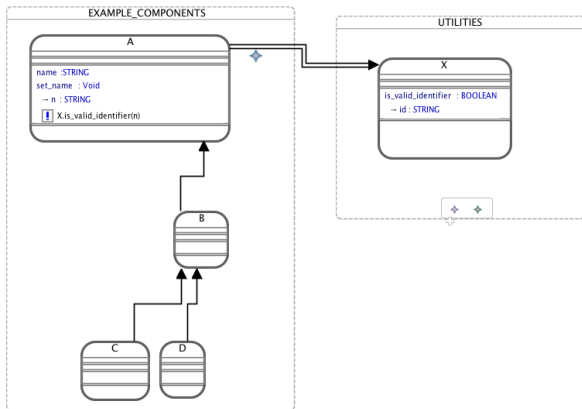 EXAMPLE_COMPONENTS
A
name :STRING
set_name : Void
→ n : STRING
! X.is_valid_identifier(n)
B
C
D
UTILITIES
X
is_valid_identifier : BOOLEAN
→ id : STRING